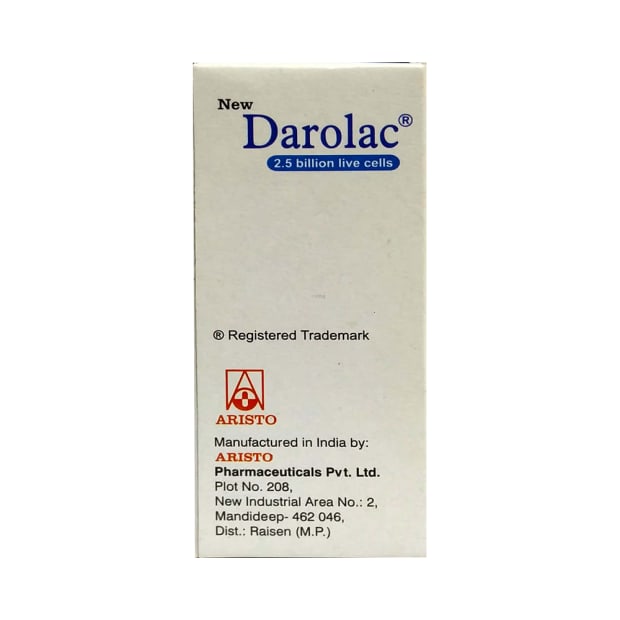 New
Darolac®
2.5 billion live cells
® Registered Trademark
ARISTO
Manufactured in India by:
ARISTO
Pharmaceuticals Pvt. Ltd.
Plot No. 208,
New Industrial Area No.: 2,
Mandideep- 462 046,
Dist.: Raisen (M.P.)